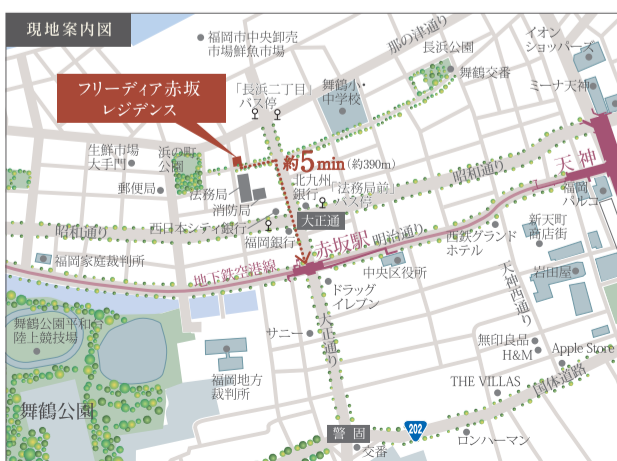 現地案内図
福岡市中央卸売
市場鮮魚市場
那の津通り
長浜公園
イオン
ショッパーズ
舞鶴交番
ミーナ天神
フリーディア赤坂
レジデンス
「長浜二丁目」
バス停
舞鶴小・
中学校
生鮮市場
大手門
浜の町
公園
約5min(約390m)
昭和通り
天神
郵便局
法務局
消防局
北九州
銀行
「法務局前」
バス停
福岡
パルコ
西日本シティ銀行
大正通
昭和通り
福岡銀行
赤坂駅
明治通り
西鉄グランド
ホテル
新天町
商店街
福岡家庭裁判所
地下鉄空港線
中央区役所
岩田屋
天神西通り
ドラッグ
イレブン
舞鶴公園平和台
陸上競技場
サニー
大正通り
無印良品
H&M
Apple Store
福岡地方
裁判所
THE VILLAS
国体道路
舞鶴公園
警固
202
交番
ロンハーマン